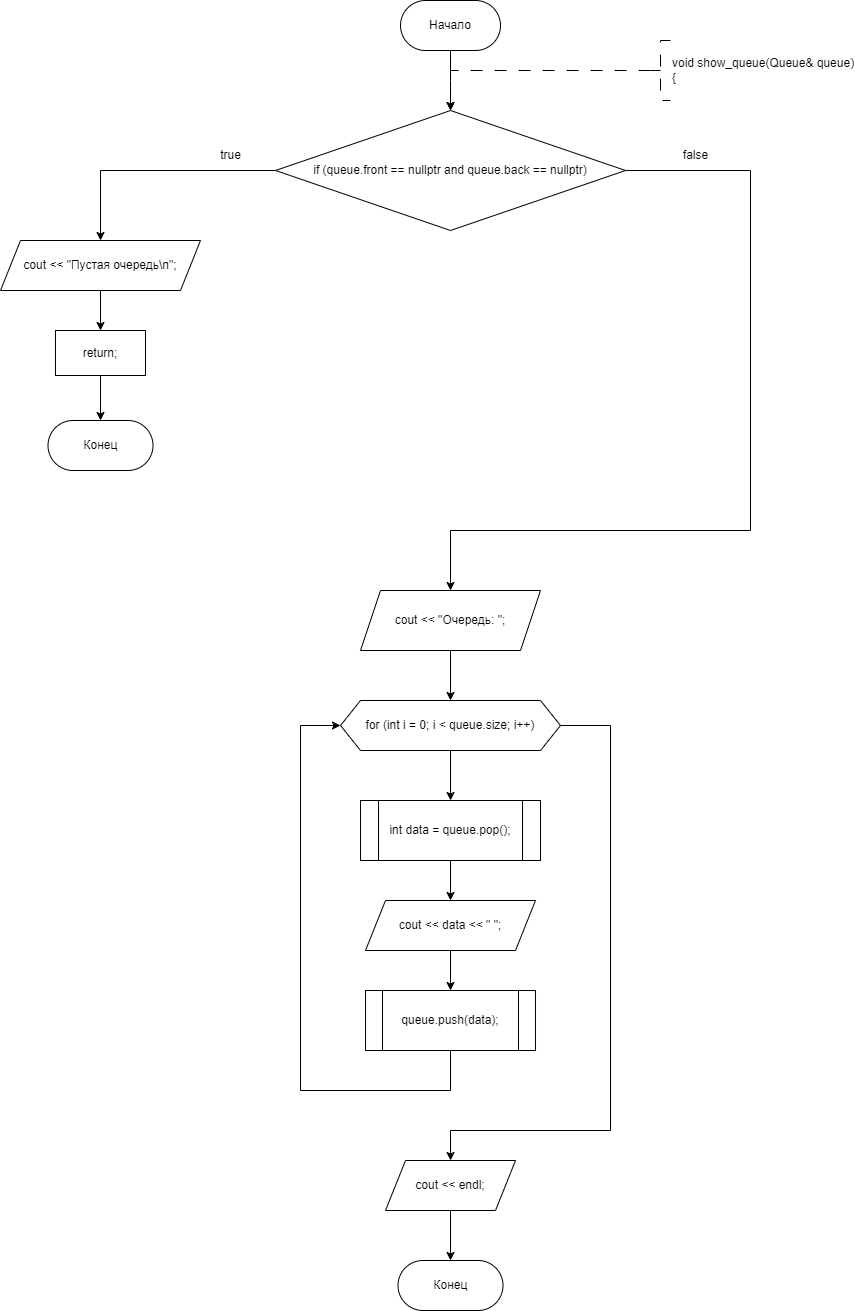 Начало
void show_queue(Queue& queue)
{
true
if (queue.front == nullptr and queue.back == nullptr)
false
cout << "Пустая очередь\n";
return;
Конец
cout << "Очередь: ";
for (int i = 0; i < queue.size; i++)
int data = queue.pop();
cout << data << " ";
queue.push(data);
cout << endl;
Конец